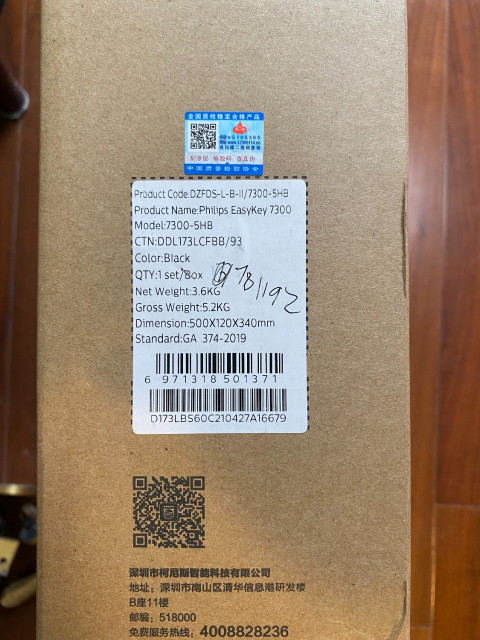 全国质检稳定合格产品
中国质量检验协会
Product Code:DZFDS-L-B-II/7300-5HB
Product Name:Philips EasyKey 7300
Model:7300-5HB
CTN:DDL173LCFBB/93
Color:Black
QTY:1 set/Box
78/192
Net Weight:3.6KG
Gross Weight:5.2KG
Dimension:500X120X340mm
Standard:GA 374-2019
6 971318 501371
D173LBS60C210427A16679
深圳市柯尼斯智能科技有限公司
地址：深圳市南山区清华信息港研发楼
B座11楼
邮编：518000
免费服务热线：4008828236